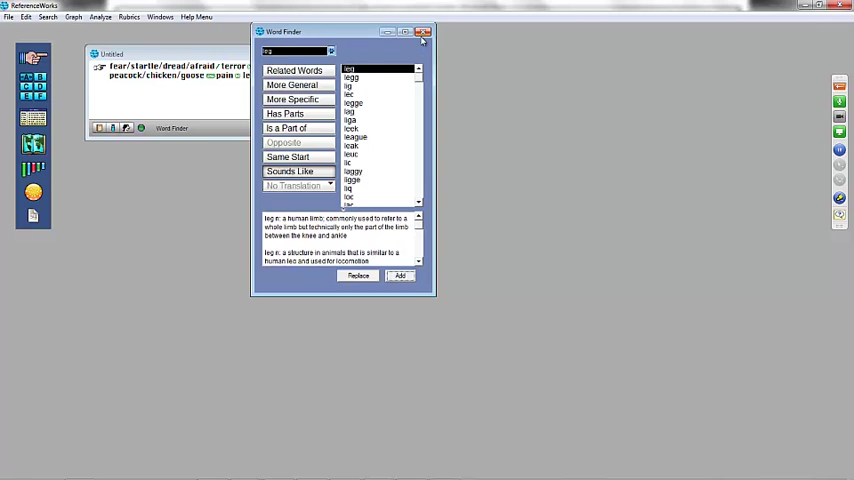 ReferenceWorks
File Edit Search Graph Rubrics Windows Help Menu
Untitled
fear/startle/dread/afraid/terror
peacock/chicken/goose pain le
Word Finder
Word Finder
leg
Related Words
More General
More Specific
Has Parts
Is a Part of
Opposite
Same Start
Sounds Like
No Translation
leg
legg
lig
lec
legge
lag
liga
leek
league
leak
leuc
lic
laggy
ligge
liq
loc
leg n: a human limb; commonly used to refer to a
whole limb but technically only the part of the limb
between the knee and ankle
leg n: a structure in animals that is similar to a
human leg and used for locomotion
Replace Add